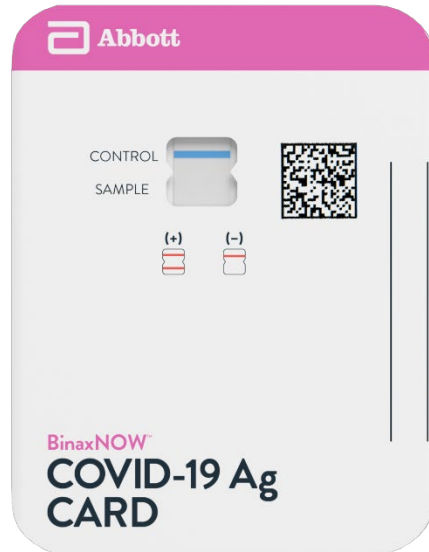 Abbott
CONTROL
SAMPLE
(+) (-)
BinaxNOW™
COVID-19 Ag
CARD